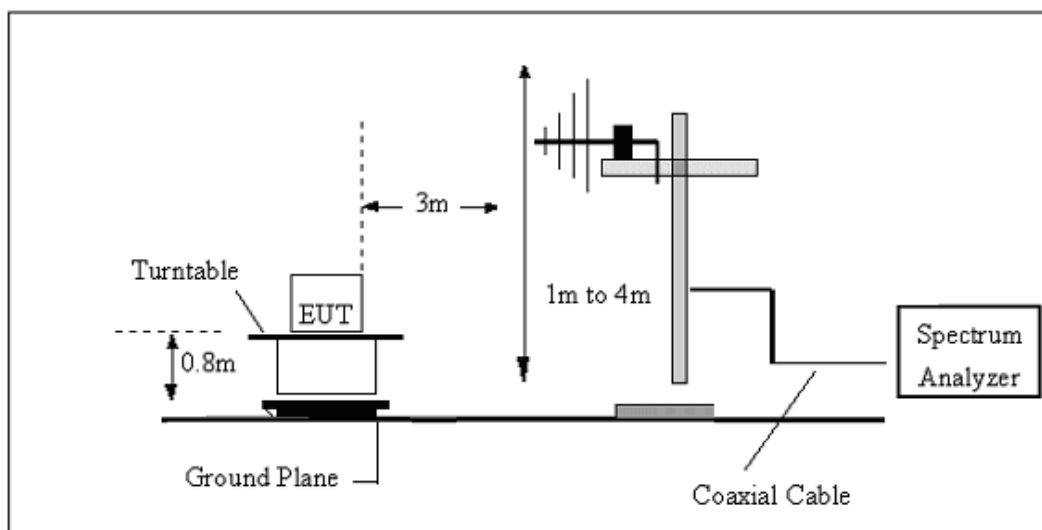 3m
Turntable
EUT
1m to 4m
0.8m
Spectrum
Analyzer
Ground Plane
Coaxial Cable